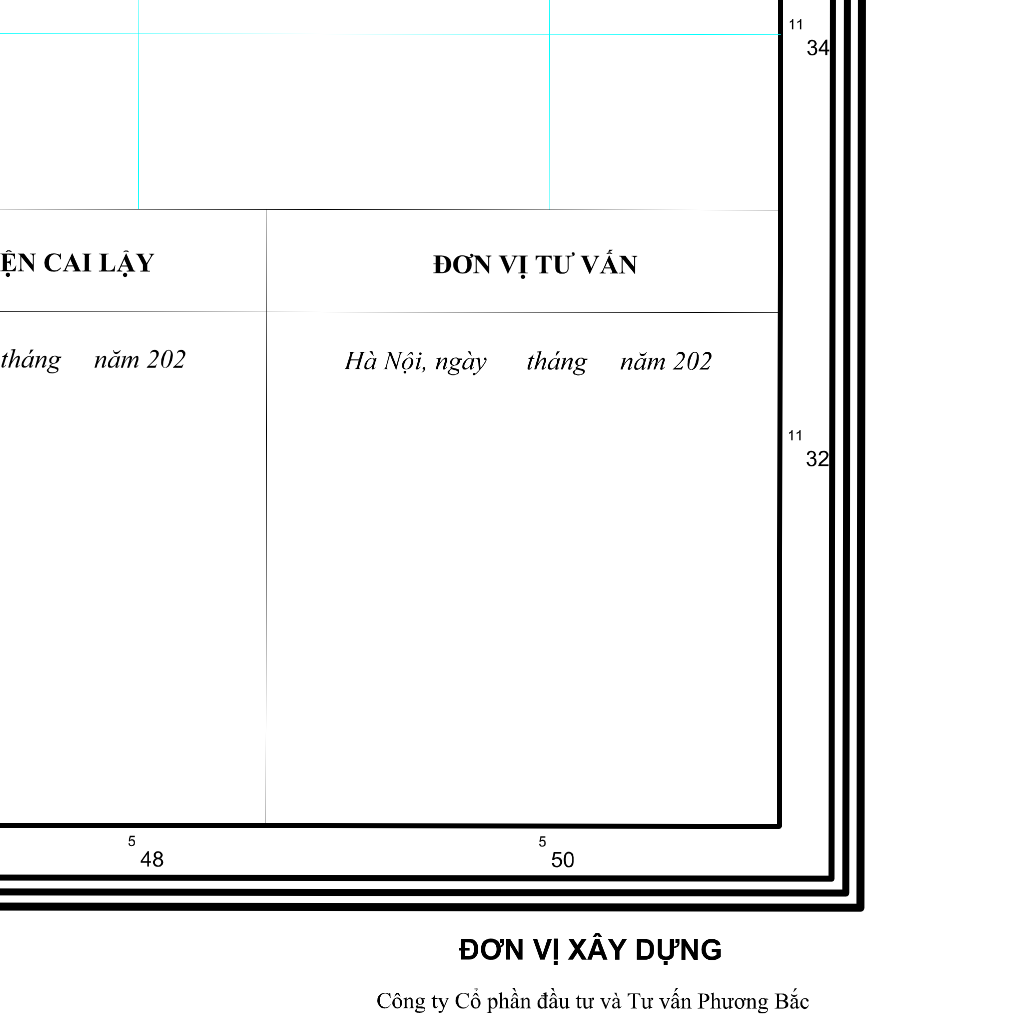 11
34
ỆN CAI LẬY
ĐƠN VỊ TƯ VẤN
tháng năm 202
Hà Nội, ngày tháng năm 202
11
32
5
48
5
50
ĐƠN VỊ XÂY DỰNG
Công ty Cổ phần đầu tư và Tư vấn Phương Bắc